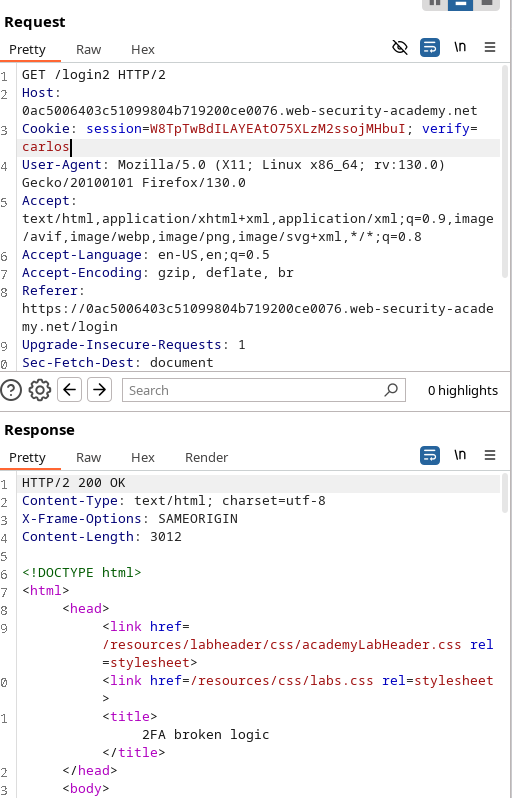 Request
Pretty Raw Hex \n
1 GET /login2 HTTP/2
2 Host:
0ac5006403c51099804b719200ce0076.web-security-academy.net
3 Cookie: session=W8TpTwBdILAYEAtO75XLzM2ssojMHbuI; verify=
carlos
4 User-Agent: Mozilla/5.0 (X11; Linux x86_64; rv:130.0)
Gecko/20100101 Firefox/130.0
5 Accept:
text/html,application/xhtml+xml,application/xml;q=0.9,image
/avif,image/webp,image/png,image/svg+xml,*/*;q=0.8
6 Accept-Language: en-US,en;q=0.5
7 Accept-Encoding: gzip, deflate, br
8 Referer:
https://0ac5006403c51099804b719200ce0076.web-security-acade
my.net/login
9 Upgrade-Insecure-Requests: 1
0 Sec-Fetch-Dest: document
Search 0 highlights
Response
Pretty Raw Hex Render \n
1 HTTP/2 200 OK
2 Content-Type: text/html; charset=utf-8
3 X-Frame-Options: SAMEORIGIN
4 Content-Length: 3012
5
6 <!DOCTYPE html>
7 <html>
8 <head>
9 <link href=
/resources/labheader/css/academyLabHeader.css rel
=stylesheet>
0 <link href=/resources/css/labs.css rel=stylesheet
>
1 <title>
2FA broken logic
</title>
2 </head>
3 <body>